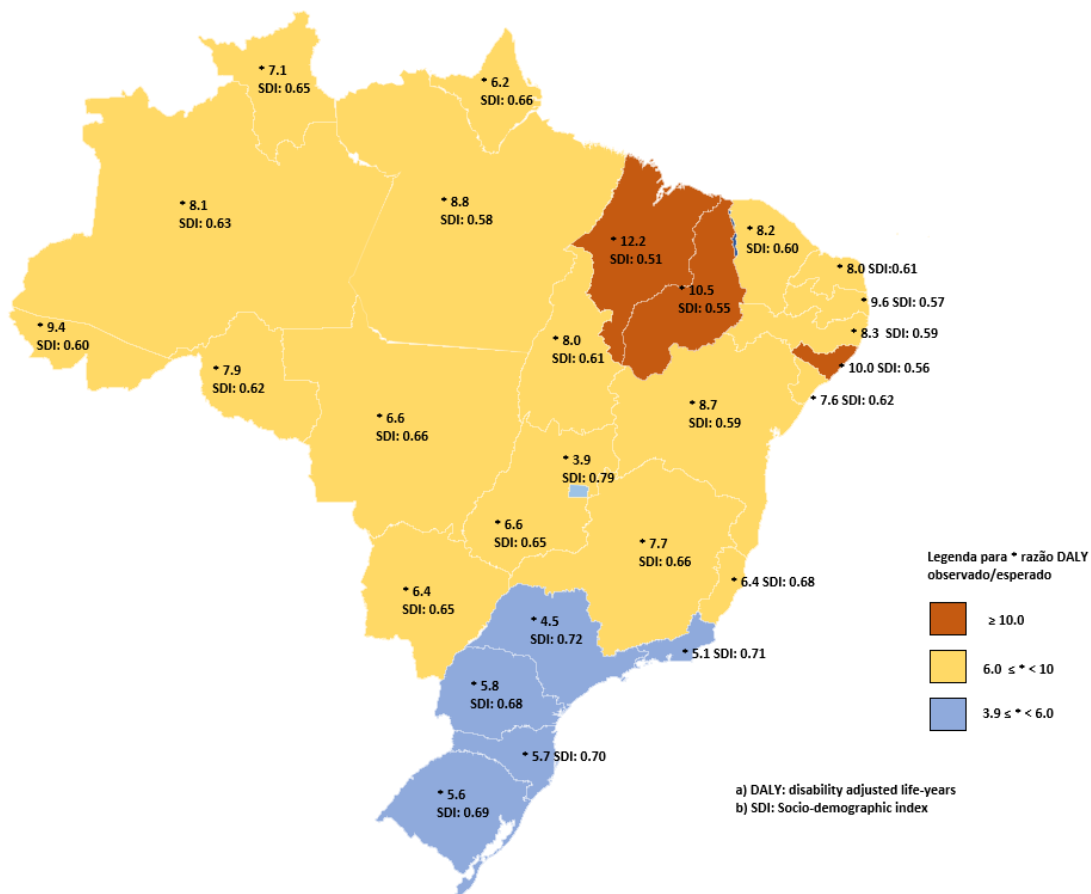 * 7.1
SDI: 0.65
* 6.2
SDI: 0.66
* 8.1
SDI: 0.63
* 8.8
SDI: 0.58
* 12.2
SDI: 0.51
* 8.2
SDI: 0.60
* 8.0 SDI:0.61
* 10.5
SDI: 0.55
* 9.6 SDI: 0.57
* 9.4
SDI: 0.60
* 8.3 SDI: 0.59
* 8.0
SDI: 0.61
* 10.0 SDI: 0.56
* 7.9
SDI: 0.62
* 7.6 SDI: 0.62
* 8.7
SDI: 0.59
* 6.6
SDI: 0.66
* 3.9
SDI: 0.79
* 6.6
SDI: 0.65
* 7.7
SDI: 0.66
* 6.4 SDI: 0.68
* 6.4
SDI: 0.65
* 4.5
SDI: 0.72
* 5.1 SDI: 0.71
* 5.8
SDI: 0.68
* 5.7 SDI: 0.70
* 5.6
SDI: 0.69
Legenda para * razão DALY
observado/esperado
≥ 10.0
6.0 ≤ * < 10
3.9 ≤ * < 6.0
a) DALY: disability adjusted life-years
b) SDI: Socio-demographic index